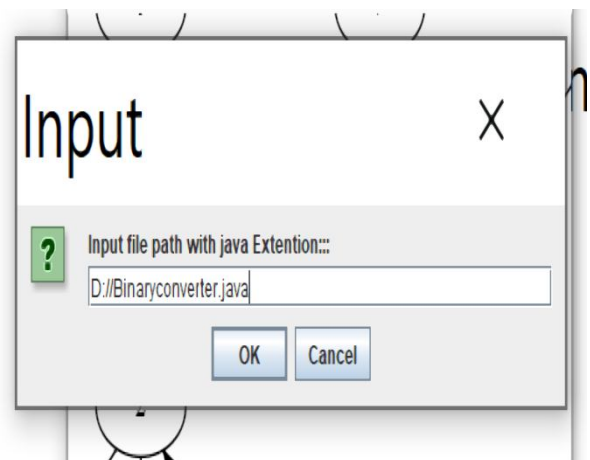 Input
X
?
Input file path with java Extention:::
D://Binaryconverter.java
OK Cancel